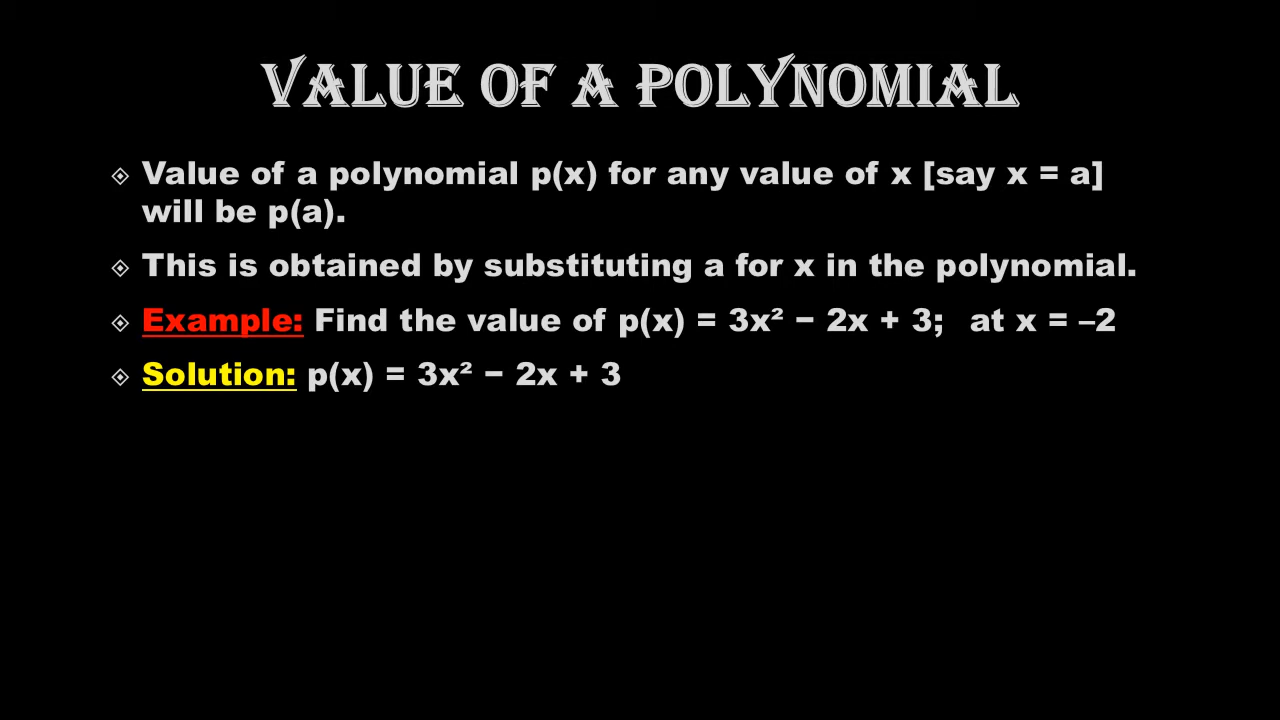 VALUE OF A POLYNOMIAL
Value of a polynomial p(x) for any value of x [say x = a]
will be p(a).
This is obtained by substituting a for x in the polynomial.
Example: Find the value of p(x) = 3x² − 2x + 3; at x = –2
Solution: p(x) = 3x² − 2x + 3